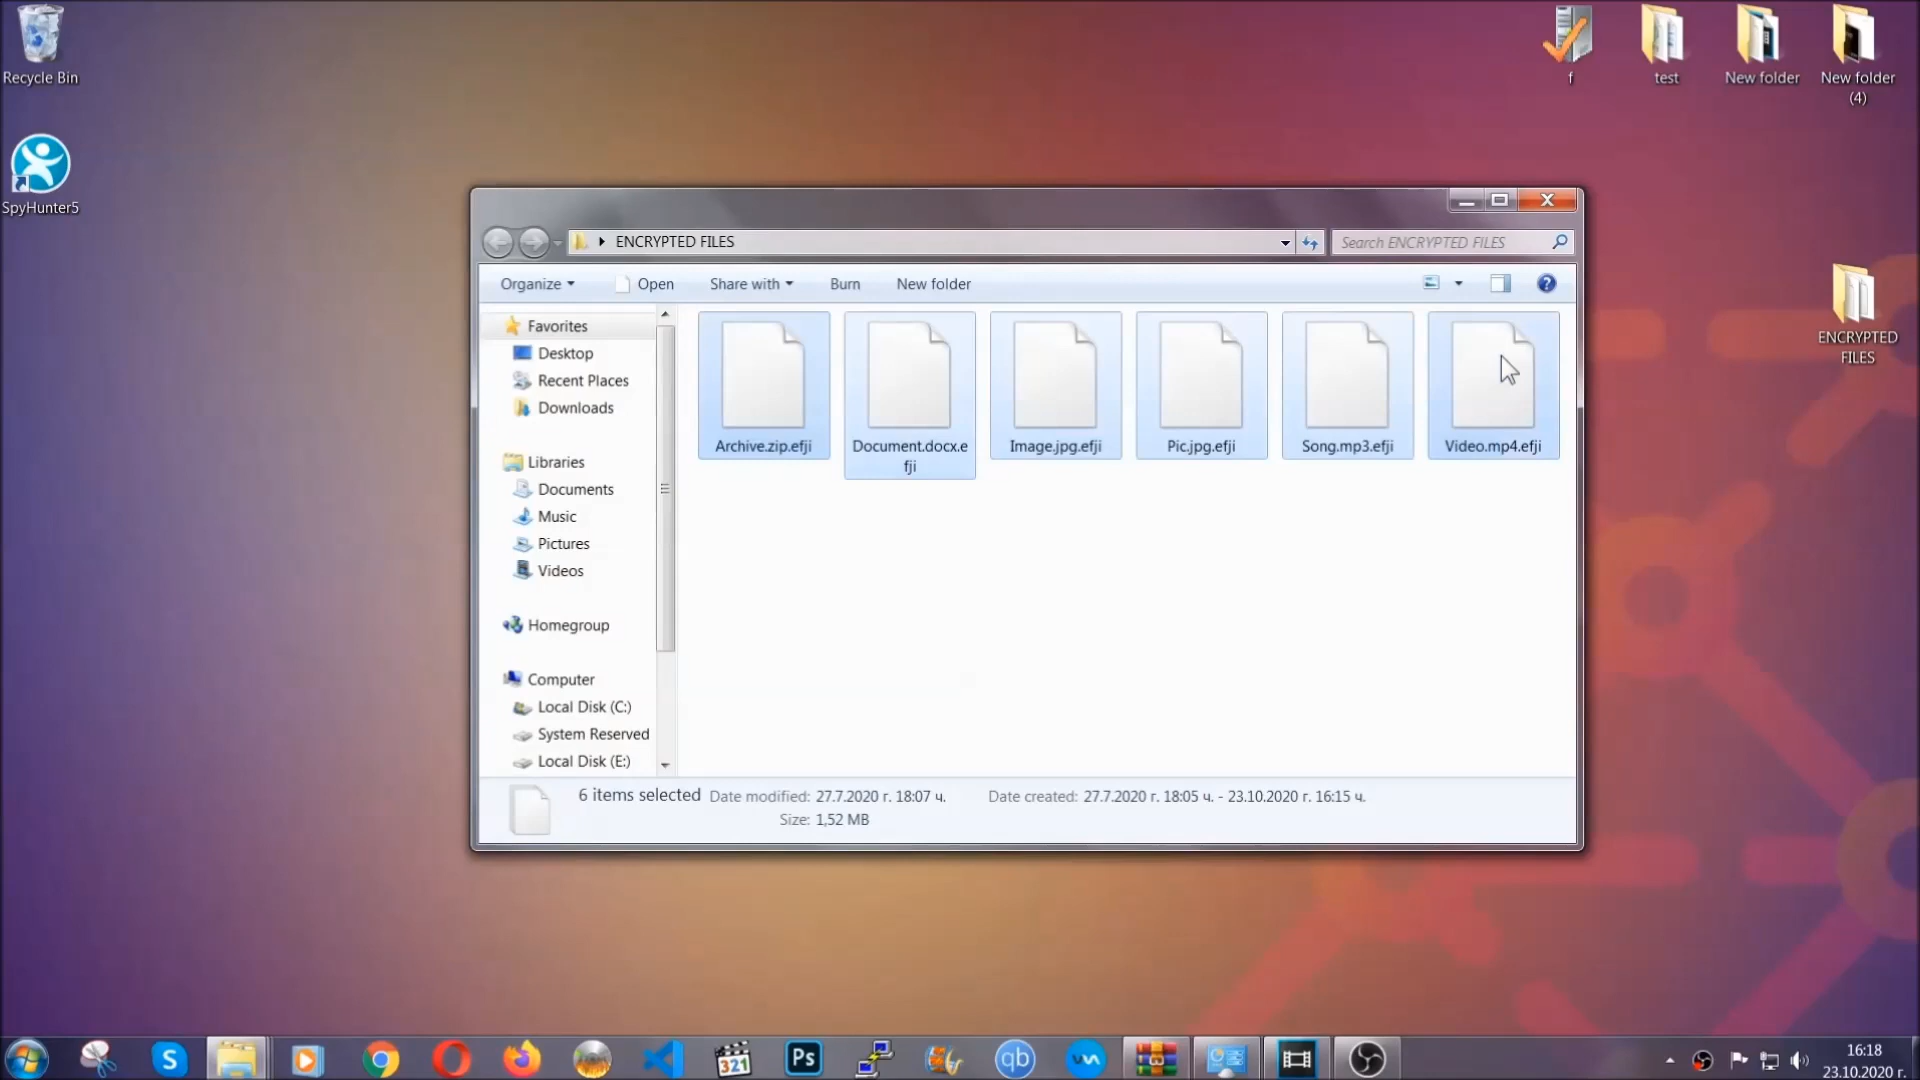 Recycle Bin
SpyHunter5
f
test
New folder
New folder
(4)
ENCRYPTED
FILES
ENCRYPTED FILES
Search ENCRYPTED FILES
Organize
Open
Share with
Burn
New folder
Favorites
Desktop
Recent Places
Downloads
Libraries
Documents
Music
Pictures
Videos
Homegroup
Computer
Local Disk (C:)
System Reserved
Local Disk (E:)
Archive.zip.efji
Document.docx.e
fji
Image.jpg.efji
Pic.jpg.efji
Song.mp3.efji
Video.mp4.efji
6 items selected Date modified: 27.7.2020 г. 18:07 ч. Date created: 27.7.2020 г. 18:05 ч. - 23.10.2020 г. 16:15 ч.
Size: 1,52 MB
S
321
Ps
qb
16:18
23.10.2020 г.